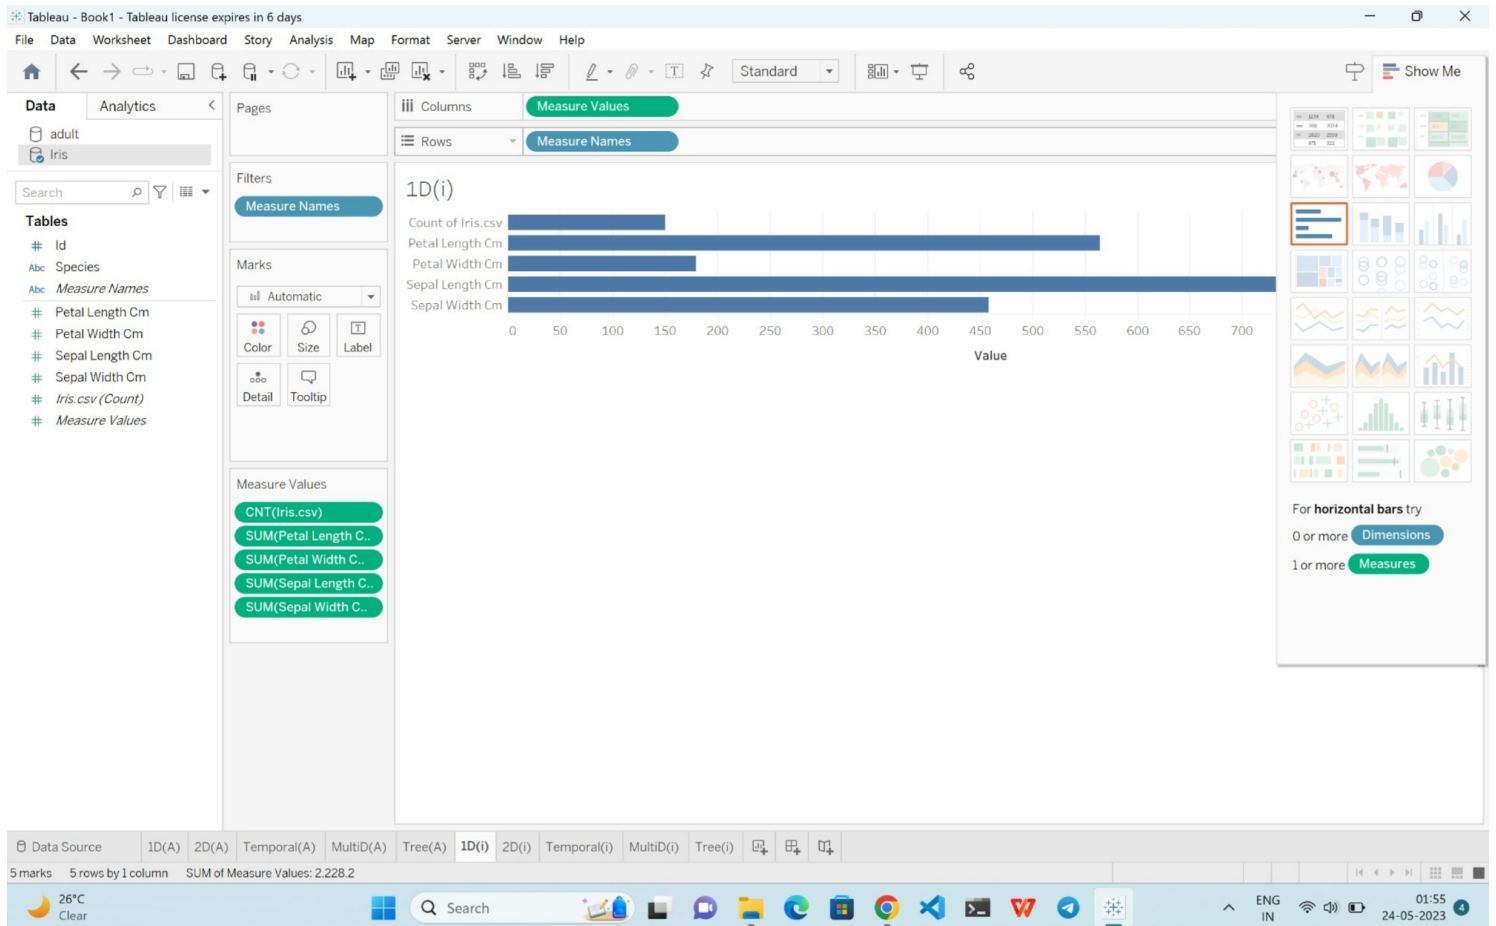 Tableau - Book1 - Tableau license expires in 6 days
File Data Worksheet Dashboard Story Analysis Map Format Server Window Help
Standard
Show Me
Data Analytics
adult
Iris
Search
Tables
Id
Abc Species
Abc Measure Names
Petal Length Cm
Petal Width Cm
Sepal Length Cm
Sepal Width Cm
Iris.csv (Count)
Measure Values
Pages
Filters
Measure Names
Marks
Automatic
Color Size Label
Detail Tooltip
Measure Values
CNT(Iris.csv)
SUM(Petal Length C..
SUM(Petal Width C..
SUM(Sepal Length C..
SUM(Sepal Width C..
Columns Measure Values
Rows Measure Names
1D(i)
Count of Iris.csv
Petal Length Cm
Petal Width Cm
Sepal Length Cm
Sepal Width Cm
0 50 100 150 200 250 300 350 400 450 500 550 600 650 700
Value
For horizontal bars try
0 or more Dimensions
1 or more Measures
Data Source 1D(A) 2D(A) Temporal(A) MultiD(A) Tree(A) 1D(i) 2D(i) Temporal(i) MultiD(i) Tree(i)
5 marks 5 rows by 1 column SUM of Measure Values: 2,228.2
26°C
Clear
Search
ENG
IN
01:55
24-05-2023
4